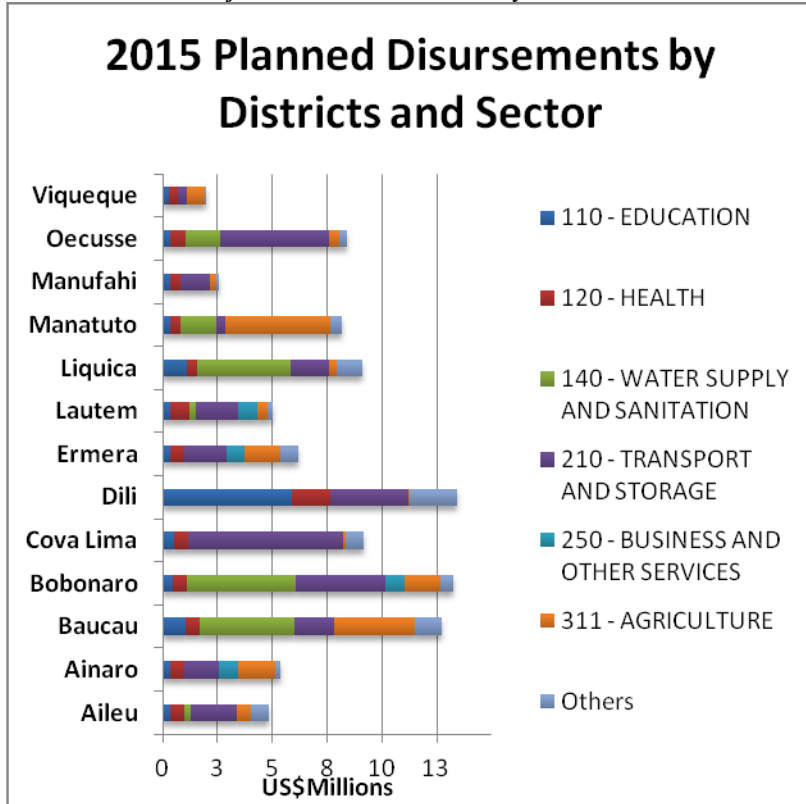 2015 Planned Disursements by
Districts and Sector
Viqueque
Oecusse
Manufahi
Manatuto
Liquica
Lautem
Ermera
Dili
Cova Lima
Bobonaro
Baucau
Ainaro
Aileu
0 3 5 8 10 13
US$Millions
110 - EDUCATION
120 - HEALTH
140 - WATER SUPPLY
AND SANITATION
210 - TRANSPORT
AND STORAGE
250 - BUSINESS AND
OTHER SERVICES
311 - AGRICULTURE
Others